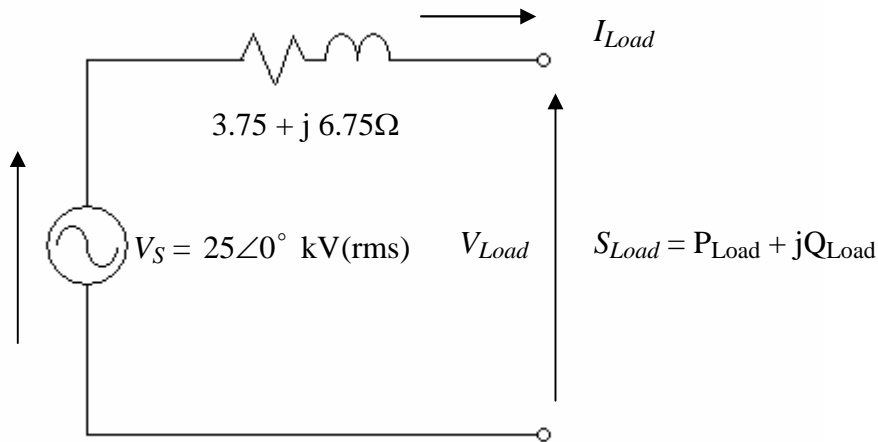 I_Load
3.75 + j 6.75Ω
V_S = 25∠0° kV(rms)
V_Load
S_Load = P_Load + jQ_Load